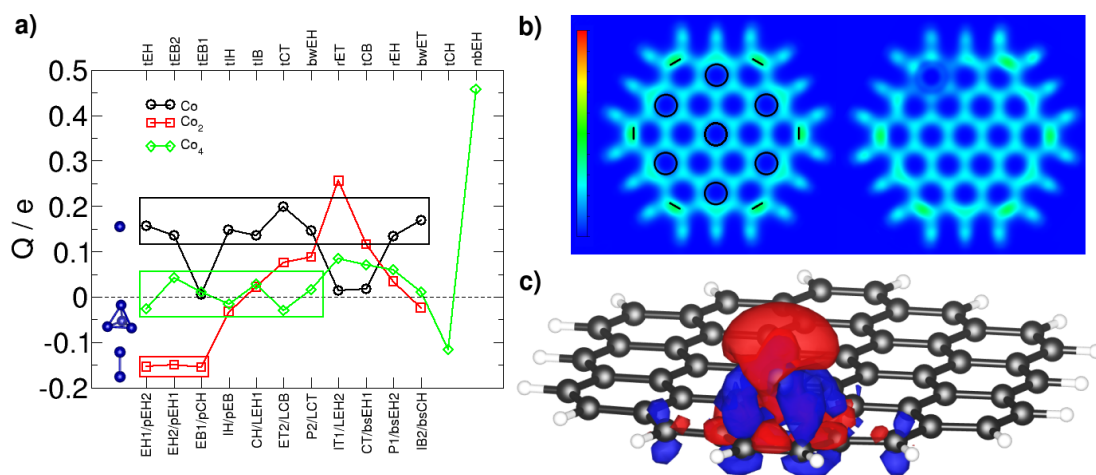 a)
tEH
tEB2
tEB1
tIH
tIB
tCT
bwEH
rET
tCB
rEH
bwET
tCH
nbEH
0.5
0.4
0.3
0.2
0.1
0
-0.1
-0.2
Q / e
Co
Co2
Co4
EH1/pEH2
EH2/pEH1
EB1/pCH
IH/pEB
CH/LEH1
ET2/LCB
P2/LCT
IT1/LEH2
CT/bsEH1
P1/bsEH2
IB2/bsCH
b)
c)